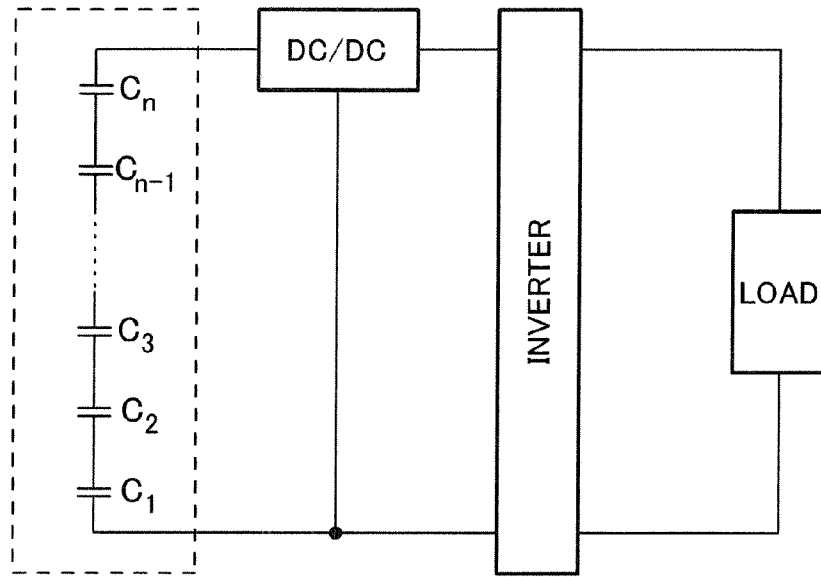 DC/DC
Cₙ
Cₙ₋₁
INVERTER
LOAD
C₃
C₂
C₁